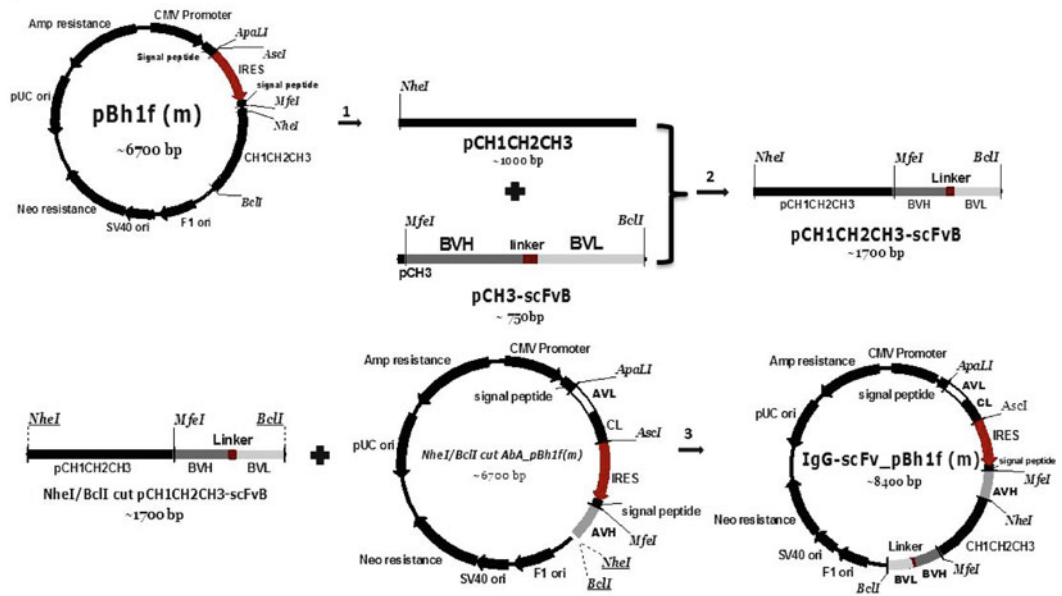 CMV Promoter
Amp resistance
ApaLI
Signal peptide
AscI
IRES
signal peptide
pUC ori
MfeI
NheI
pBh1f (m)
~6700 bp
CH1CH2CH3
BclI
Neo resistance
SV40 ori
F1 ori
1
NheI
pCH1CH2CH3
~1000 bp
MfeI
BclI
BVH
linker
BVL
pCH3
pCH3-scFvB
~ 750bp
2
NheI
MfeI
BclI
Linker
pCH1CH2CH3
BVH
BVL
pCH1CH2CH3-scFvB
~1700 bp
NheI
MfeI
BclI
Linker
pCH1CH2CH3
BVH
BVL
NheI/BclI cut pCH1CH2CH3-scFvB
~1700 bp
CMV Promoter
Amp resistance
ApaLI
signal peptide
AVL
CL
pUC ori
AscI
NheI/BclI cut AbA_pBh1f(m)
~6700 bp
IRES
signal peptide
AVH
MfeI
Neo resistance
NheI
SV40 ori
F1 ori
BclI
3
CMV Promoter
Amp resistance
ApaLI
signal peptide
AVL
CL
AscI
pUC ori
IRES
signal peptide
IgG-scFv_pBh1f (m)
~8400 bp
MfeI
AVH
NheI
Neo resistance
CH1CH2CH3
Linker
SV40 ori
F1 ori
MfeI
BclI
BVL
BVH